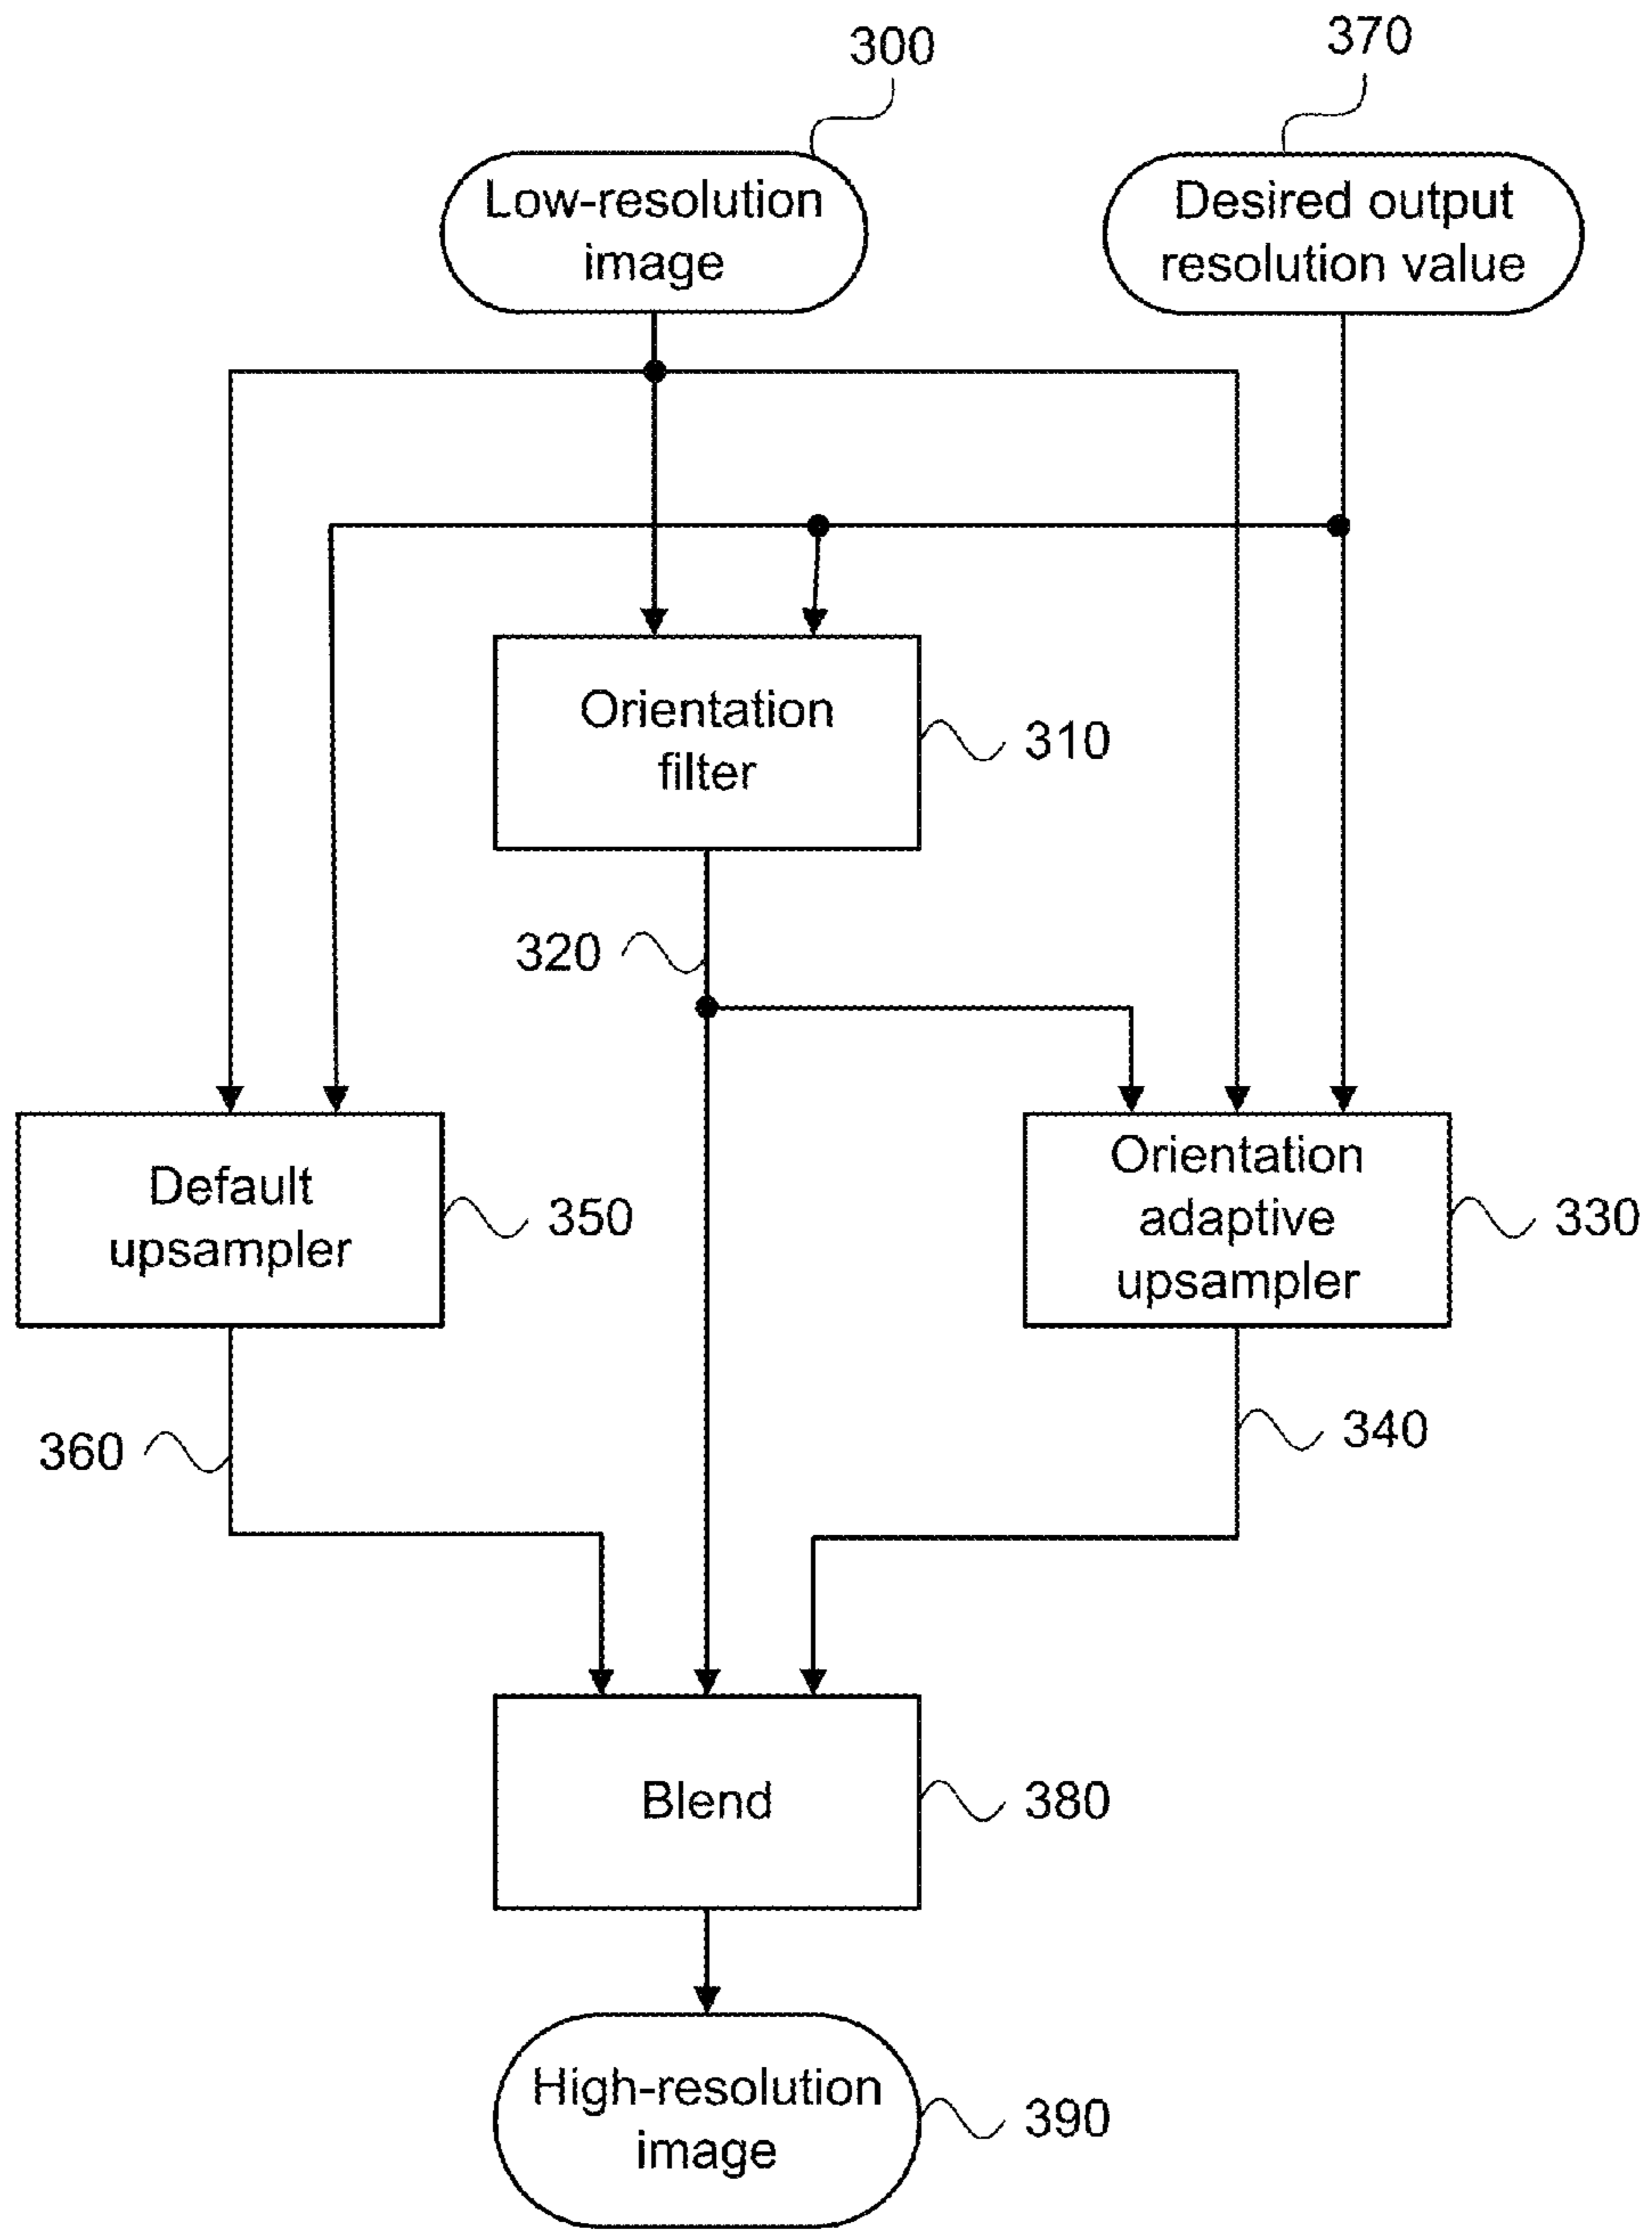 300
370
Low-resolution
image
Desired output
resolution value
Orientation
filter
310
320
Default
upsampler
350
Orientation
adaptive
upsampler
330
360
340
Blend
380
High-resolution
image
390